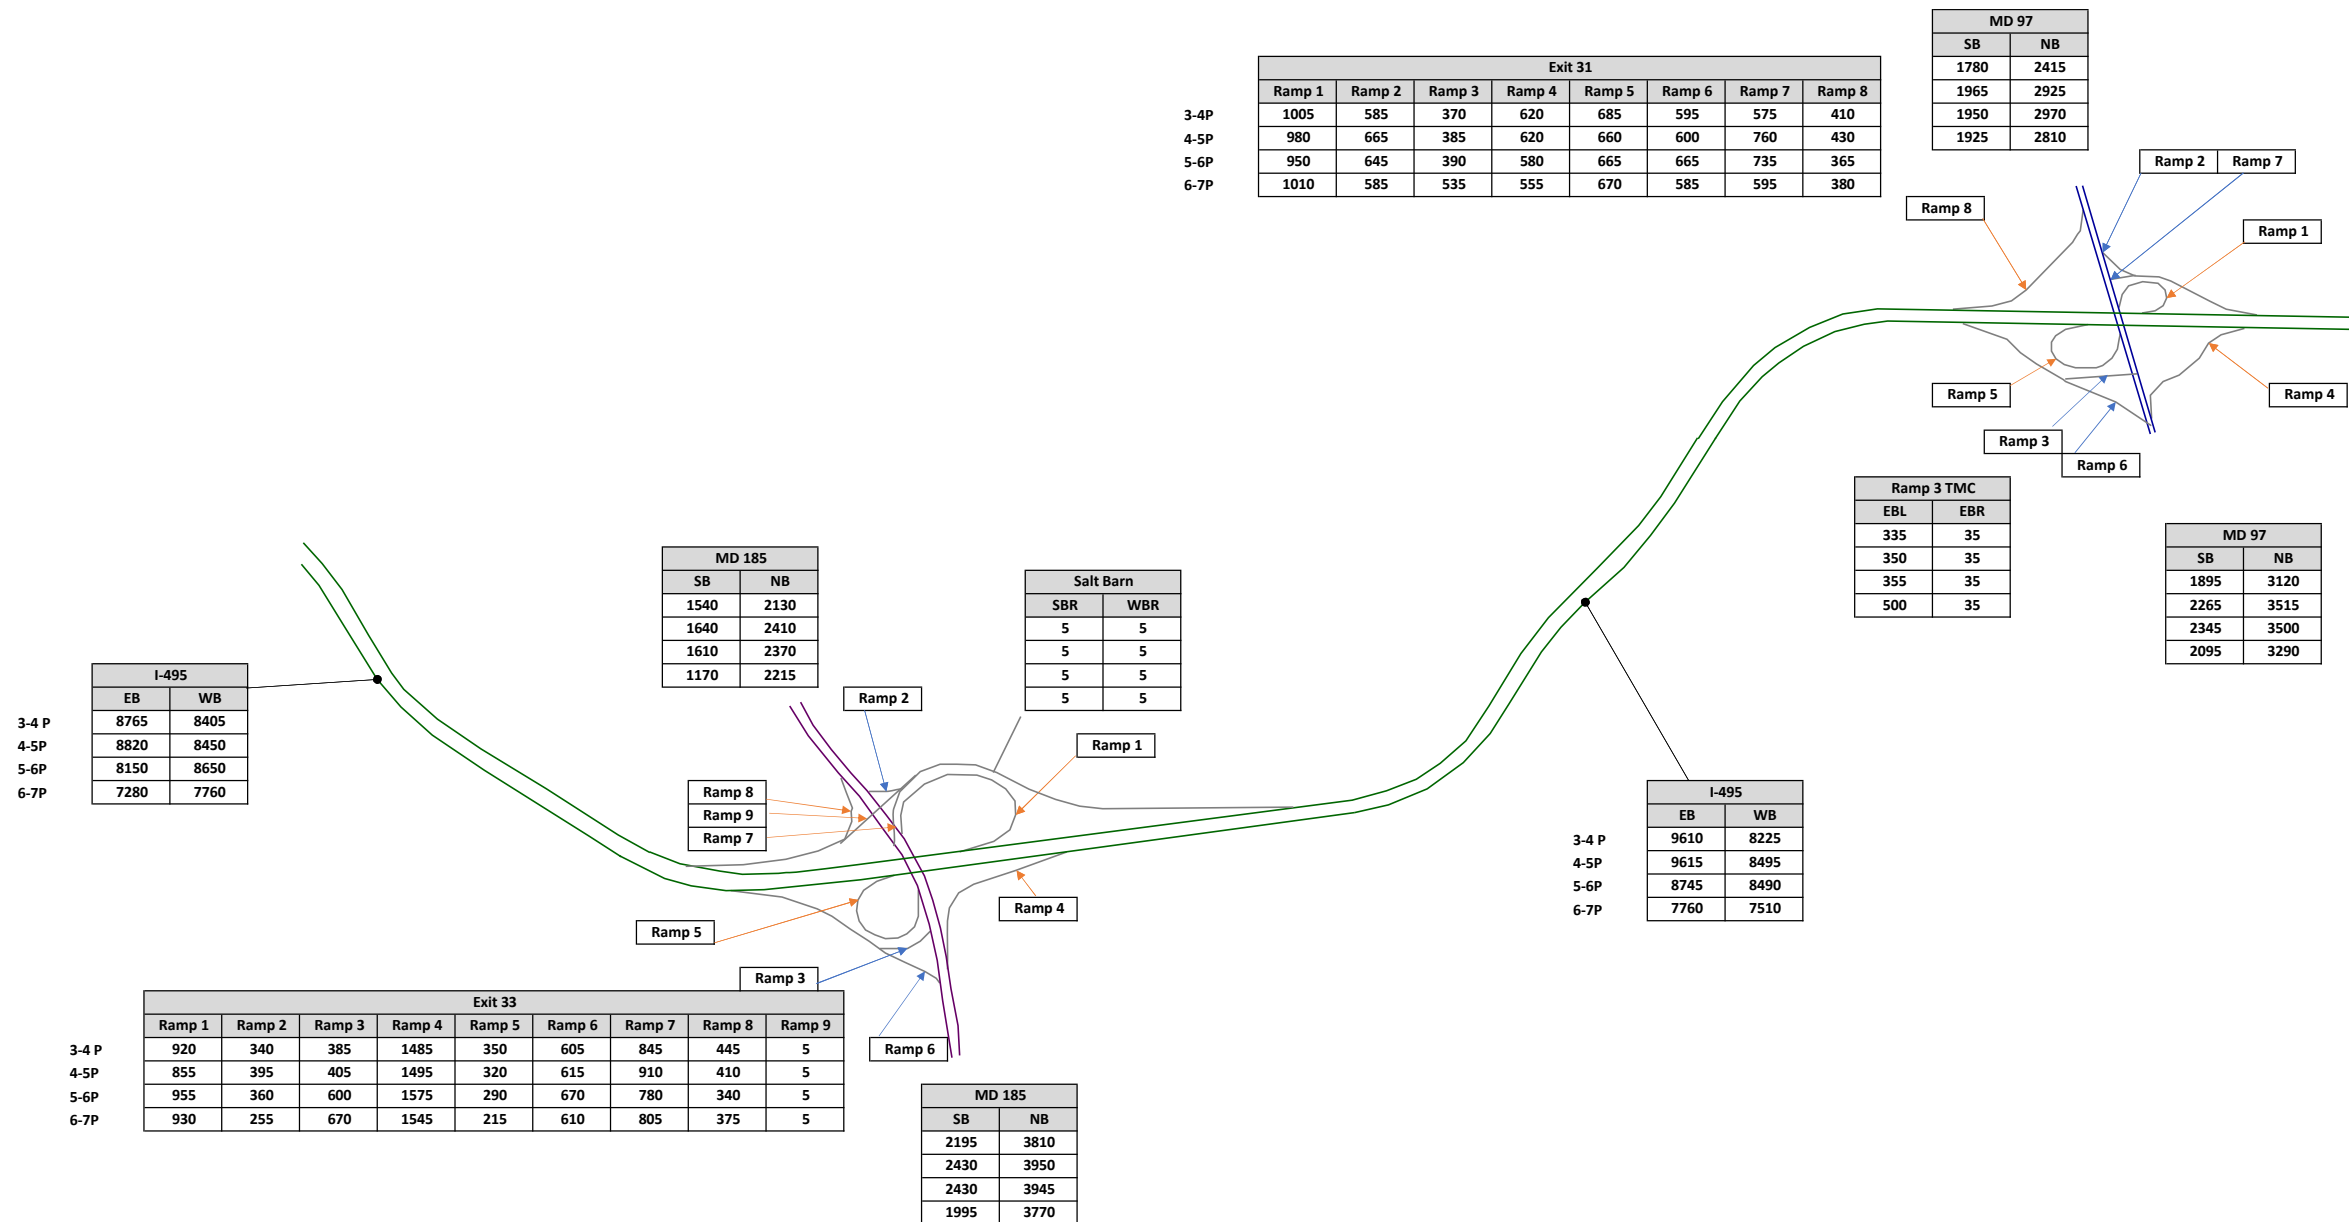 MD 97
SB NB
1780 2415
1965 2925
1950 2970
1925 2810
Exit 31
Ramp 1 Ramp 2 Ramp 3 Ramp 4 Ramp 5 Ramp 6 Ramp 7 Ramp 8
3-4P 1005 585 370 620 685 595 575 410
4-5P 980 665 385 620 660 600 760 430
5-6P 950 645 390 580 665 665 735 365
6-7P 1010 585 535 555 670 585 595 380
Ramp 2 Ramp 7
Ramp 8
Ramp 1
Ramp 5
Ramp 4
Ramp 3
Ramp 6
Ramp 3 TMC
EBL EBR
335 35
350 35
355 35
500 35
MD 97
SB NB
1895 3120
2265 3515
2345 3500
2095 3290
MD 185
SB NB
1540 2130
1640 2410
1610 2370
1170 2215
Salt Barn
SBR WBR
5 5
5 5
5 5
5 5
I-495
EB WB
3-4 P 8765 8405
4-5P 8820 8450
5-6P 8150 8650
6-7P 7280 7760
Ramp 2
Ramp 1
Ramp 8
Ramp 9
Ramp 7
I-495
EB WB
3-4 P 9610 8225
4-5P 9615 8495
5-6P 8745 8490
6-7P 7760 7510
Ramp 4
Ramp 5
Ramp 3
Exit 33
Ramp 1 Ramp 2 Ramp 3 Ramp 4 Ramp 5 Ramp 6 Ramp 7 Ramp 8 Ramp 9
3-4 P 920 340 385 1485 350 605 845 445 5
4-5P 855 395 405 1495 320 615 910 410 5
5-6P 955 360 600 1575 290 670 780 340 5
6-7P 930 255 670 1545 215 610 805 375 5
Ramp 6
MD 185
SB NB
2195 3810
2430 3950
2430 3945
1995 3770